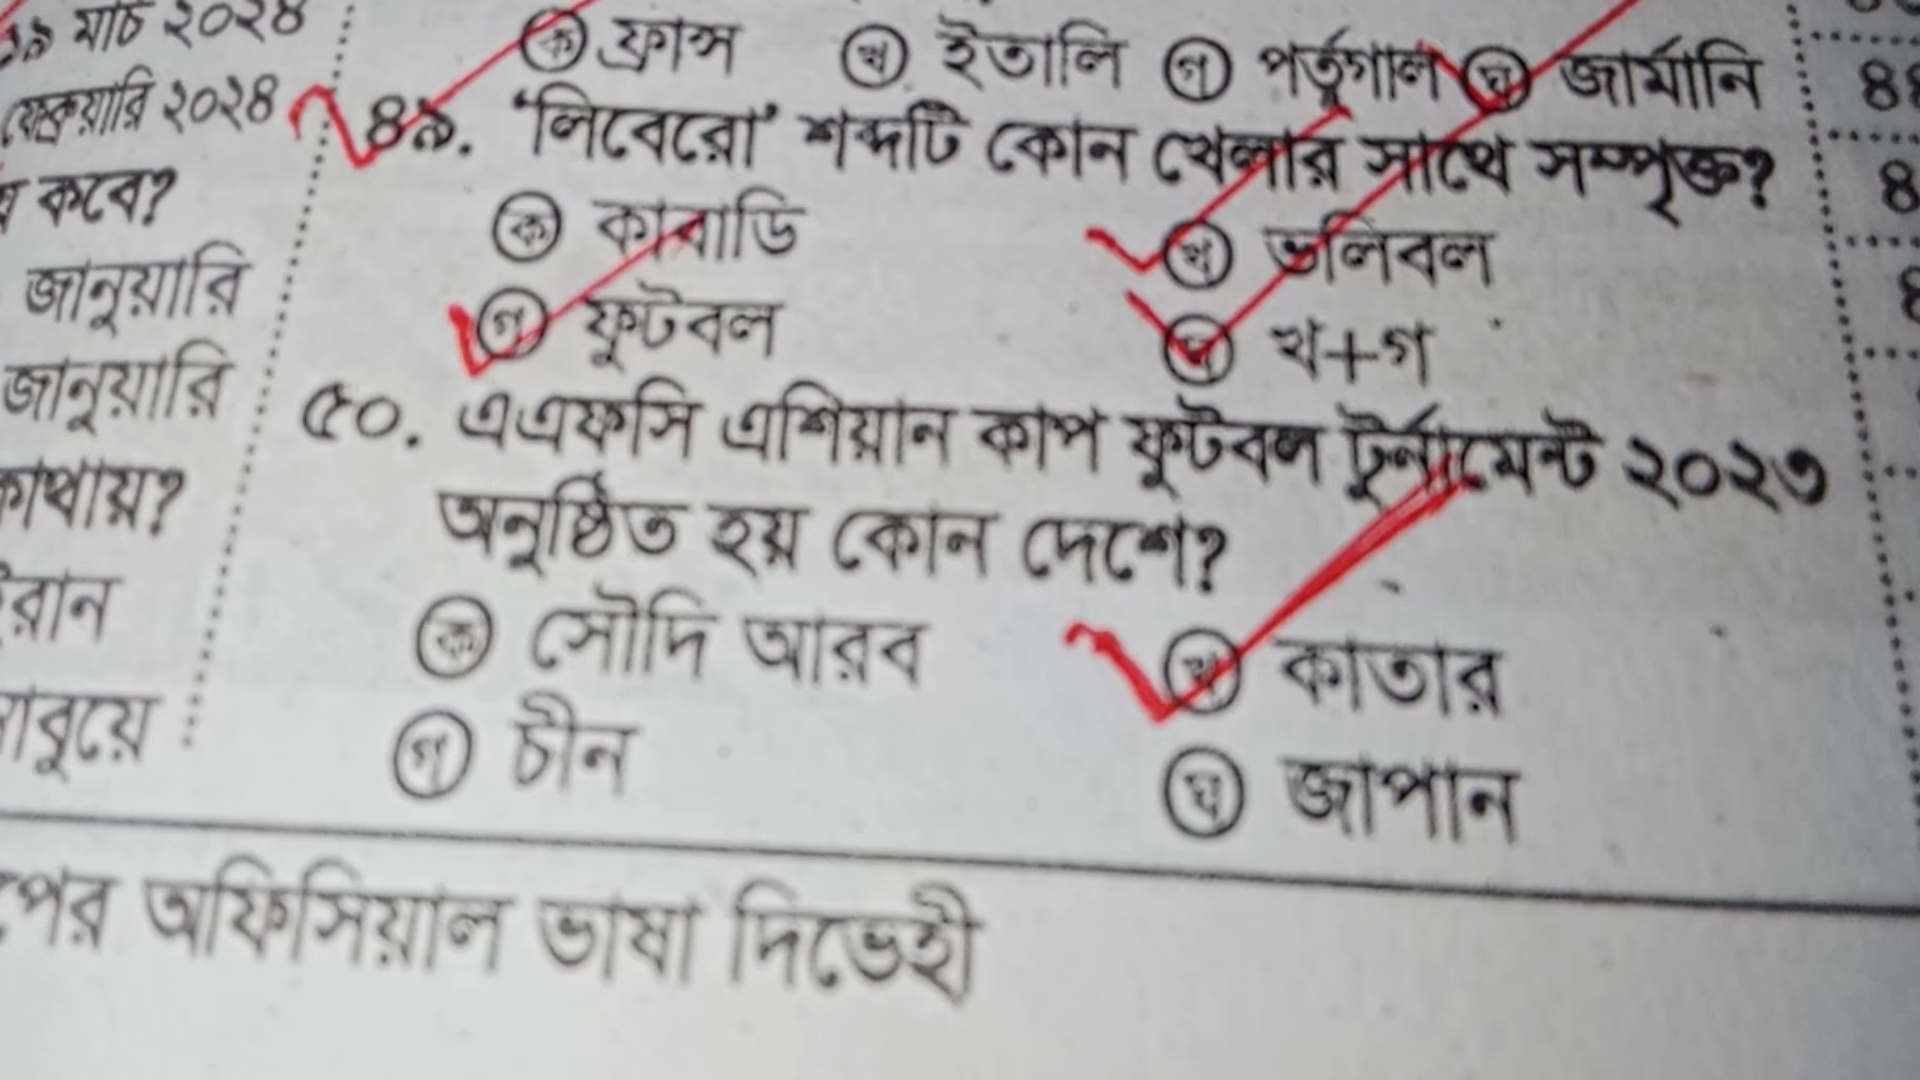 মার্চ ২০২৪
ফেব্রুয়ারি ২০২৪
কবে?
জানুয়ারি
জানুয়ারি
কোথায়?
ইরান
ক ফ্রান্স খ ইতালি গ পর্তুগাল ঘ জার্মানি
৪৯. ‘লিবেরো’ শব্দটি কোন খেলার সাথে সম্পৃক্ত?
ক কাবাডি খ ভলিবল
গ ফুটবল ঘ খ+গ
৫০. এএফসি এশিয়ান কাপ ফুটবল টুর্নামেন্ট ২০২৩
অনুষ্ঠিত হয় কোন দেশে?
ক সৌদি আরব খ কাতার
গ চীন ঘ জাপান
অফিসিয়াল ভাষা দিভেহী